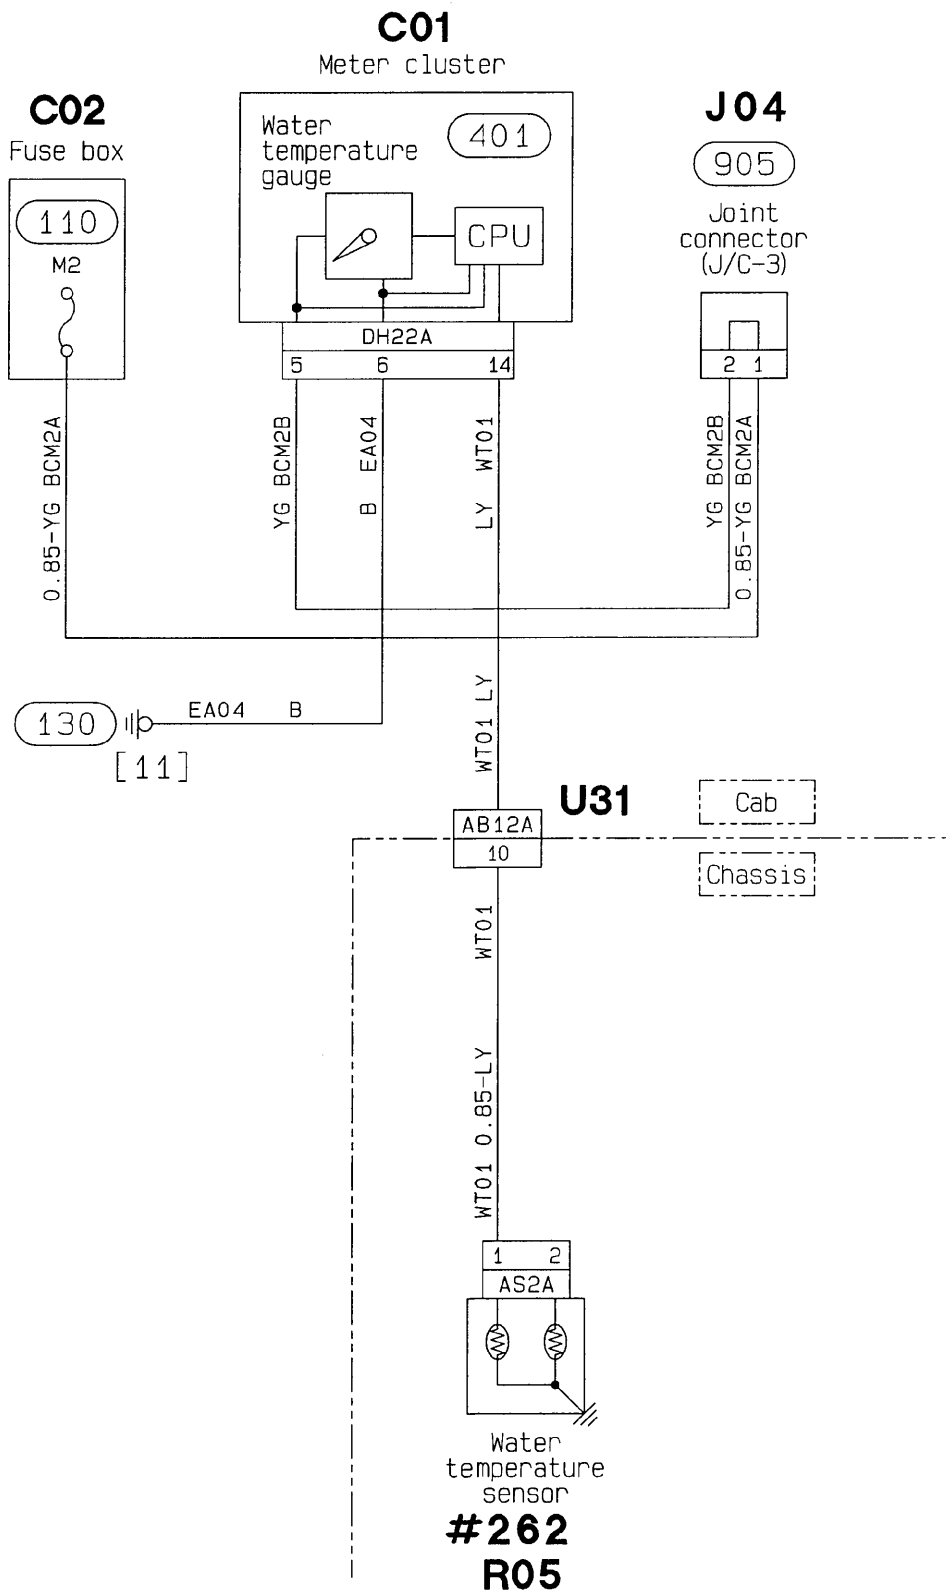 C01
Meter cluster
C02
Fuse box
110
M2
Water
temperature
gauge
401
CPU
J04
905
Joint
connector
(J/C-3)
DH22A
5 6 14
2 1
0.85-YG BCM2A
YG BCM2B
B EA04
LY WT01
YG BCM2B
0.85-YG BCM2A
130
EA04 B
[11]
WT01 LY
U31
AB12A
10
Cab
Chassis
WT01
WT01 0.85-LY
1 2
AS2A
Water
temperature
sensor
#262
R05